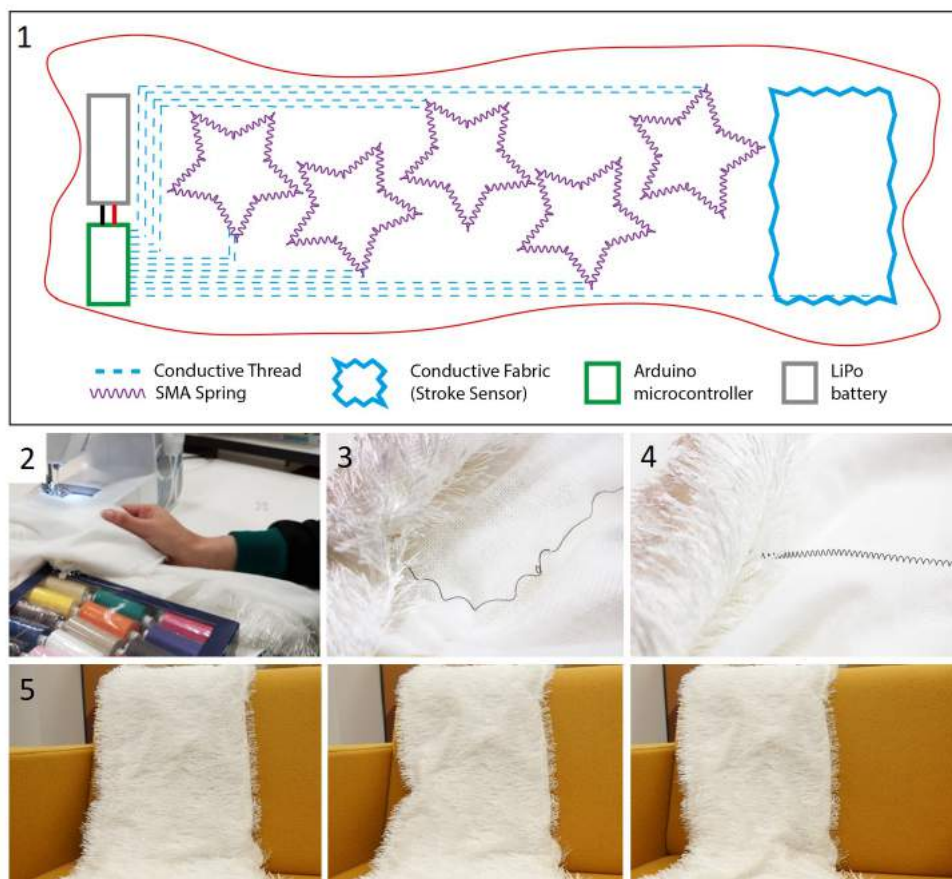 1
Conductive Thread
SMA Spring
Conductive Fabric
(Stroke Sensor)
Arduino
microcontroller
LiPo
battery
2
3
4
5